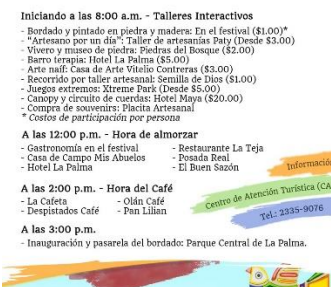 Iniciando a las 8:00 a.m. - Talleres Interactivos
- Bordado y pintado en piedra y madera: En el festival ($1.00)*
- "Artesano por un día": Taller de artesanías Paty (Desde $3.00)
- Vivero y museo de piedra: Piedras del Bosque ($2.00)
- Barro terapia: Hotel La Palma ($5.00)
- Arte naíf: Casa de Arte Vitelio Contreras ($3.00)
- Recorrido por taller artesanal: Semilla de Dios ($1.00)
- Juegos extremos: Xtreme Park (Desde $5.00)
- Canopy y circuito de cuerdas: Hotel Maya ($20.00)
- Compra de souvenirs: Placita Artesanal
* Costos de participación por persona
A las 12:00 p.m. - Hora de almorzar
- Gastronomía en el festival - Restaurante La Teja
- Casa de Campo Mis Abuelos - Posada Real
- Hotel La Palma - El Buen Sazón
Informació
A las 2:00 p.m. - Hora del Café
Centro de Atención Turística (CA
- La Cafeta - Olán Café
- Despistados Café - Pan Lilian
Tel.: 2335-9076
A las 3:00 p.m.
- Inauguración y pasarela del bordado: Parque Central de La Palma.